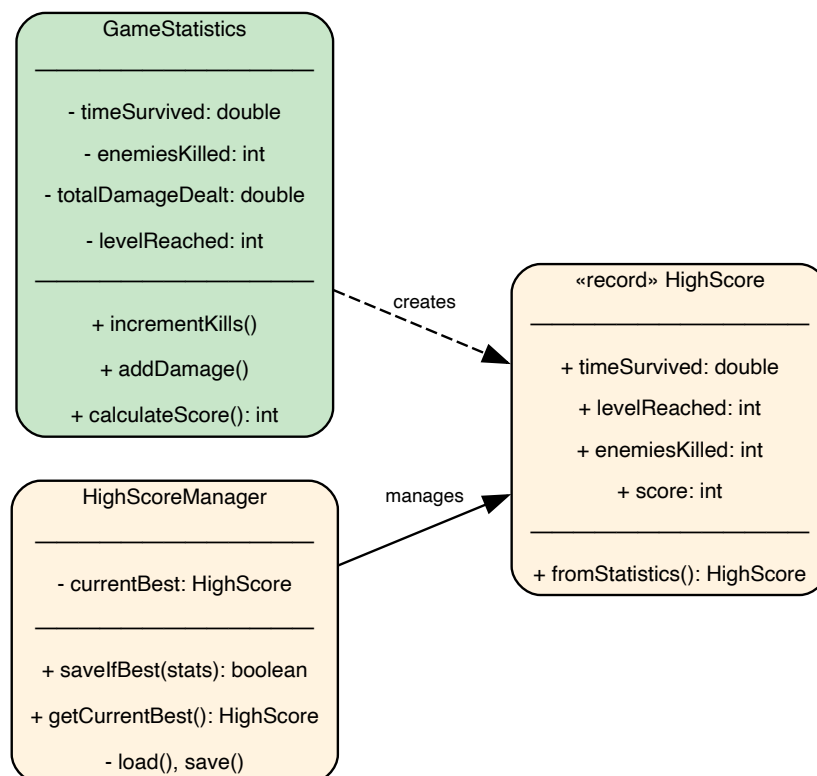 GameStatistics
- timeSurvived: double
- enemiesKilled: int
- totalDamageDealt: double
- levelReached: int
+ incrementKills()
+ addDamage()
+ calculateScore(): int
creates
«record» HighScore
+ timeSurvived: double
+ levelReached: int
+ enemiesKilled: int
+ score: int
+ fromStatistics(): HighScore
manages
HighScoreManager
- currentBest: HighScore
+ saveIfBest(stats): boolean
+ getCurrentBest(): HighScore
- load(), save()